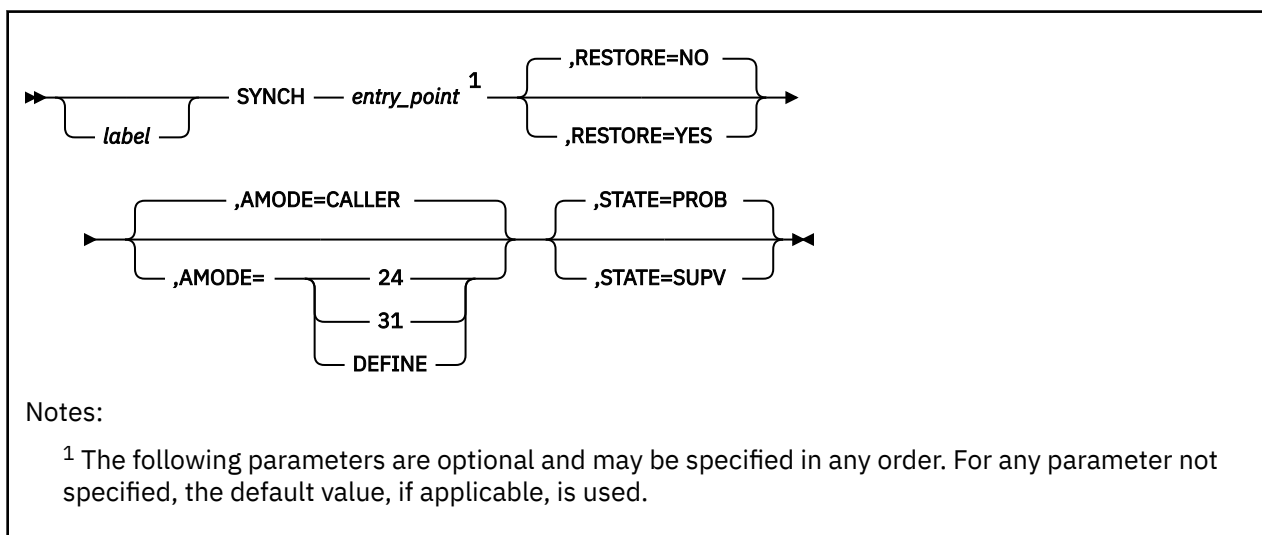 ,RESTORE=NO
SYNCH entry_point 1
label
,RESTORE=YES
,AMODE=CALLER ,STATE=PROB
,AMODE= 24 ,STATE=SUPV
31
DEFINE
Notes:
1 The following parameters are optional and may be specified in any order. For any parameter not
specified, the default value, if applicable, is used.